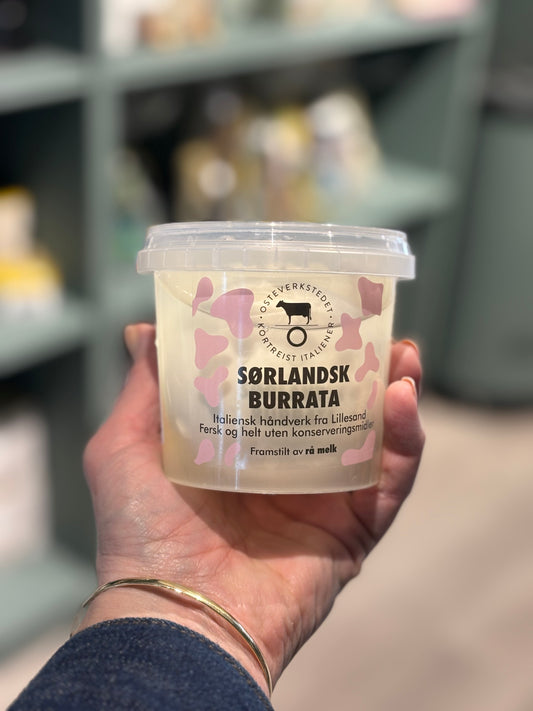 OSTEVERKSTEDET
KORTREIST ITALIENER
SØRLANDSK
BURRATA
Italiensk håndverk fra Lillesand
Fersk og helt uten konserveringsmidler
Framstilt av rå melk